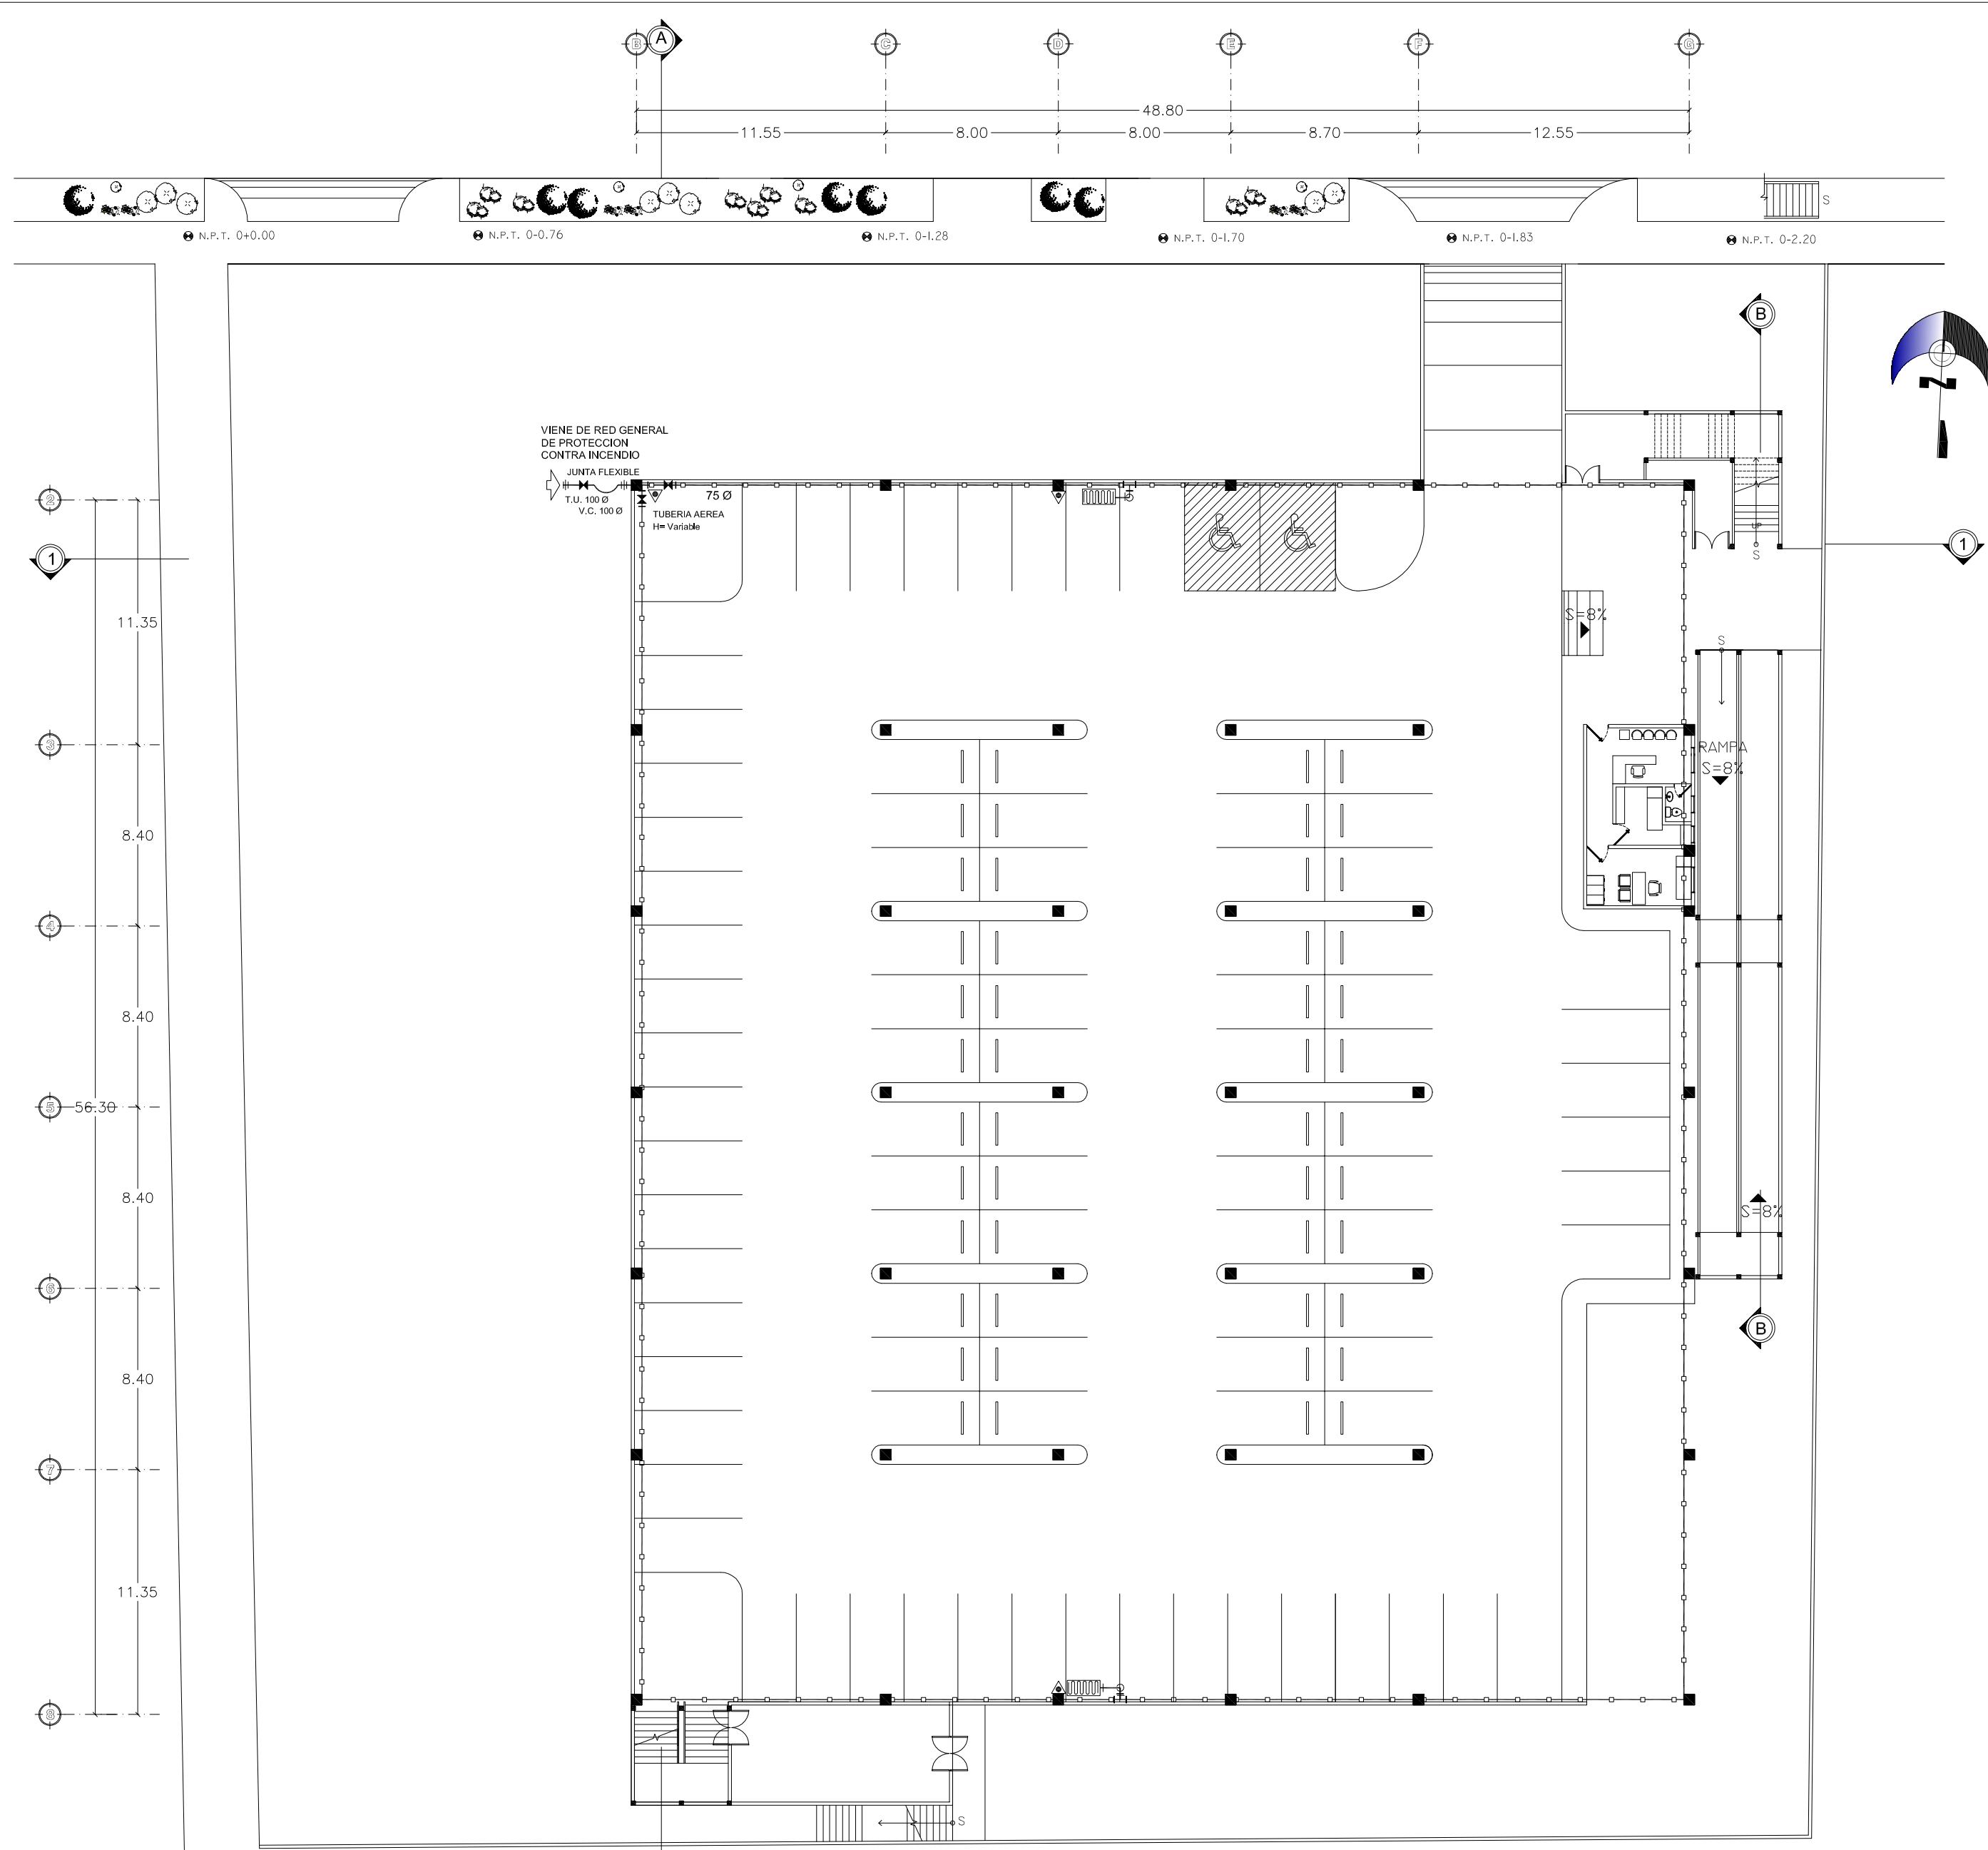 B A C D E F G
48.80
11.55 8.00 8.00 8.70 12.55
S
N.P.T. 0+0.00 N.P.T. 0-0.76 N.P.T. 0-1.28 N.P.T. 0-1.70 N.P.T. 0-1.83 N.P.T. 0-2.20
B
N
VIENE DE RED GENERAL
DE PROTECCION
CONTRA INCENDIO
JUNTA FLEXIBLE
T.U. 100 Ø
V.C. 100 Ø
75 Ø
TUBERIA AEREA
H= Variable
2
UP
S
1 1
11.35
S=8%
S
3
RAMPA
S=8%
8.40
4
8.40
5
56.30
8.40
S=8%
6
B
8.40
7
11.35
8
S